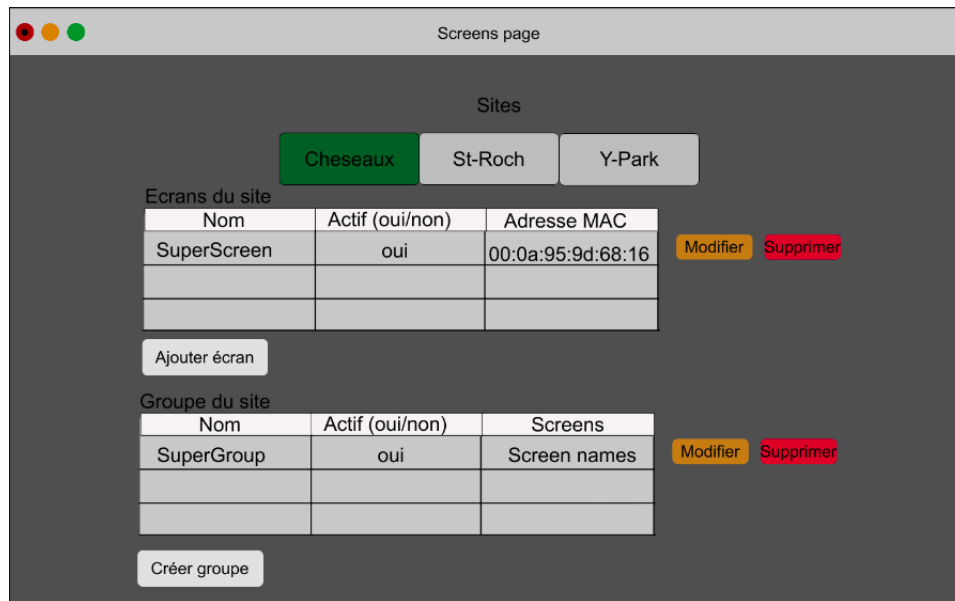 Screens page
Sites
Cheseaux St-Roch Y-Park
Ecrans du site
Nom Actif (oui/non) Adresse MAC
SuperScreen oui 00:0a:95:9d:68:16 Modifier Supprimer
Ajouter écran
Groupe du site
Nom Actif (oui/non) Screens
SuperGroup oui Screen names Modifier Supprimer
Créer groupe